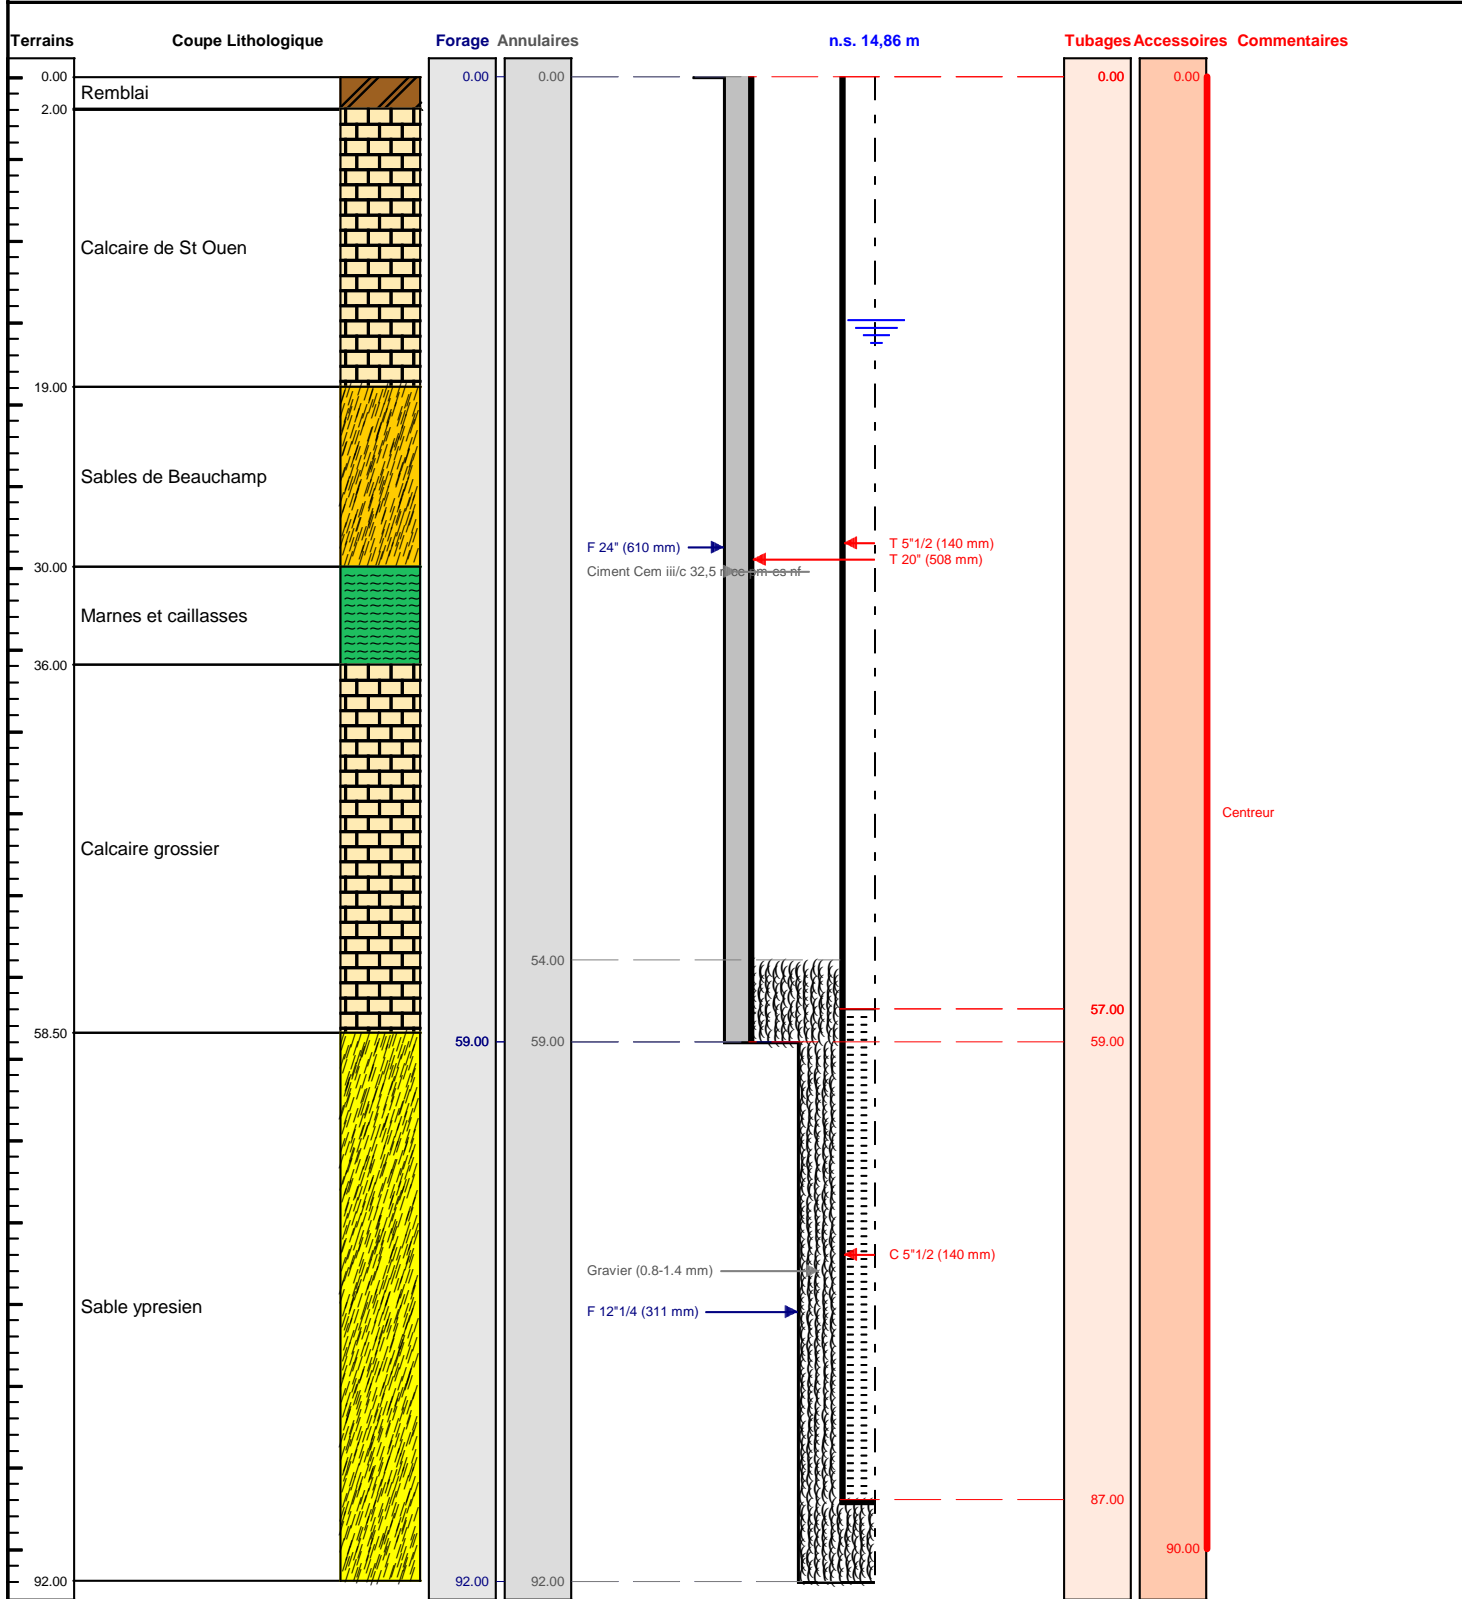 Terrains Coupe Lithologique Forage Annulaires n.s. 14,86 m Tubages Accessoires Commentaires
0.00 0.00 0.00 0.00 0.00
Remblai
2.00
Calcaire de St Ouen
19.00
Sables de Beauchamp
F 24" (610 mm) T 5"1/2 (140 mm)
T 20" (508 mm)
30.00 Ciment Cem iii/c 32,5 pm es nf
Marnes et caillasses
36.00
Centreur
Calcaire grossier
54.00
57.00
58.50 59.00 59.00 59.00
C 5"1/2 (140 mm)
Gravier (0.8-1.4 mm)
Sable ypresien F 12"1/4 (311 mm)
87.00
90.00
92.00 92.00 92.00